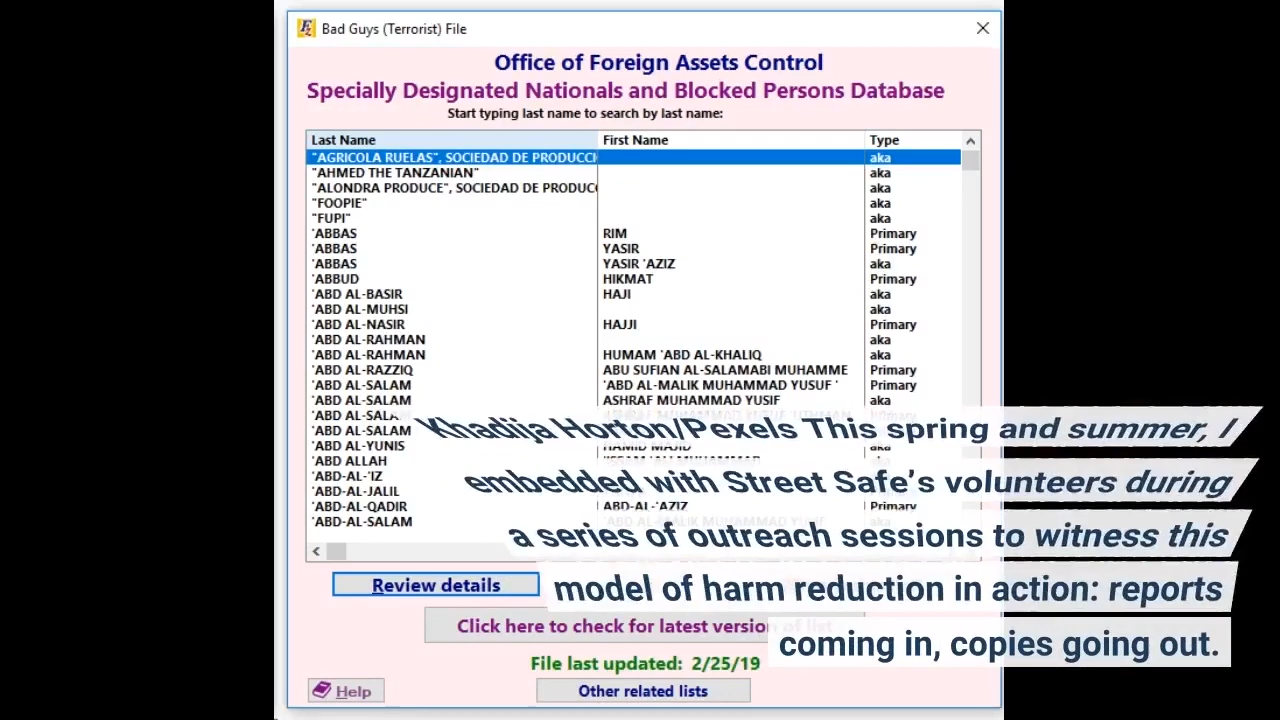 Bad Guys (Terrorist) File
Office of Foreign Assets Control
Specially Designated Nationals and Blocked Persons Database
Start typing last name to search by last name:
Last Name First Name Type
"AGRICOLA RUELAS", SOCIEDAD DE PRODUCCI aka
"AHMED THE TANZANIAN" aka
"ALONDRA PRODUCE", SOCIEDAD DE PRODUC aka
"FOOPIE" aka
"FUPI" aka
'ABBAS RIM Primary
'ABBAS YASIR Primary
'ABBAS YASIR 'AZIZ aka
'ABBUD HIKMAT Primary
'ABD AL-BASIR HAJI aka
'ABD AL-MUHSI aka
'ABD AL-NASIR HAJJI Primary
'ABD AL-RAHMAN aka
'ABD AL-RAHMAN HUMAM 'ABD AL-KHALIQ aka
'ABD AL-RAZZIQ ABU SUFIAN AL-SALAMABI MUHAMME Primary
'ABD AL-SALAM 'ABD AL-MALIK MUHAMMAD YUSUF ' Primary
'ABD AL-SALAM ASHRAF MUHAMMAD YUSIF aka
'ABD AL-SALA
'ABD AL-SALAM
'ABD AL-YUNIS HAMID MAJID
'ABD ALLAH
'ABD-AL-'IZ
'ABD-AL-JALIL
'ABD-AL-QADIR ABD-AL-'AZIZ Primary
'ABD-AL-SALAM
Khadija Horton/Pexels This spring and summer, I
embedded with Street Safe's volunteers during
a series of outreach sessions to witness this
model of harm reduction in action: reports
coming in, copies going out.
Review details
Click here to check for latest version of list
File last updated: 2/25/19
Help Other related lists